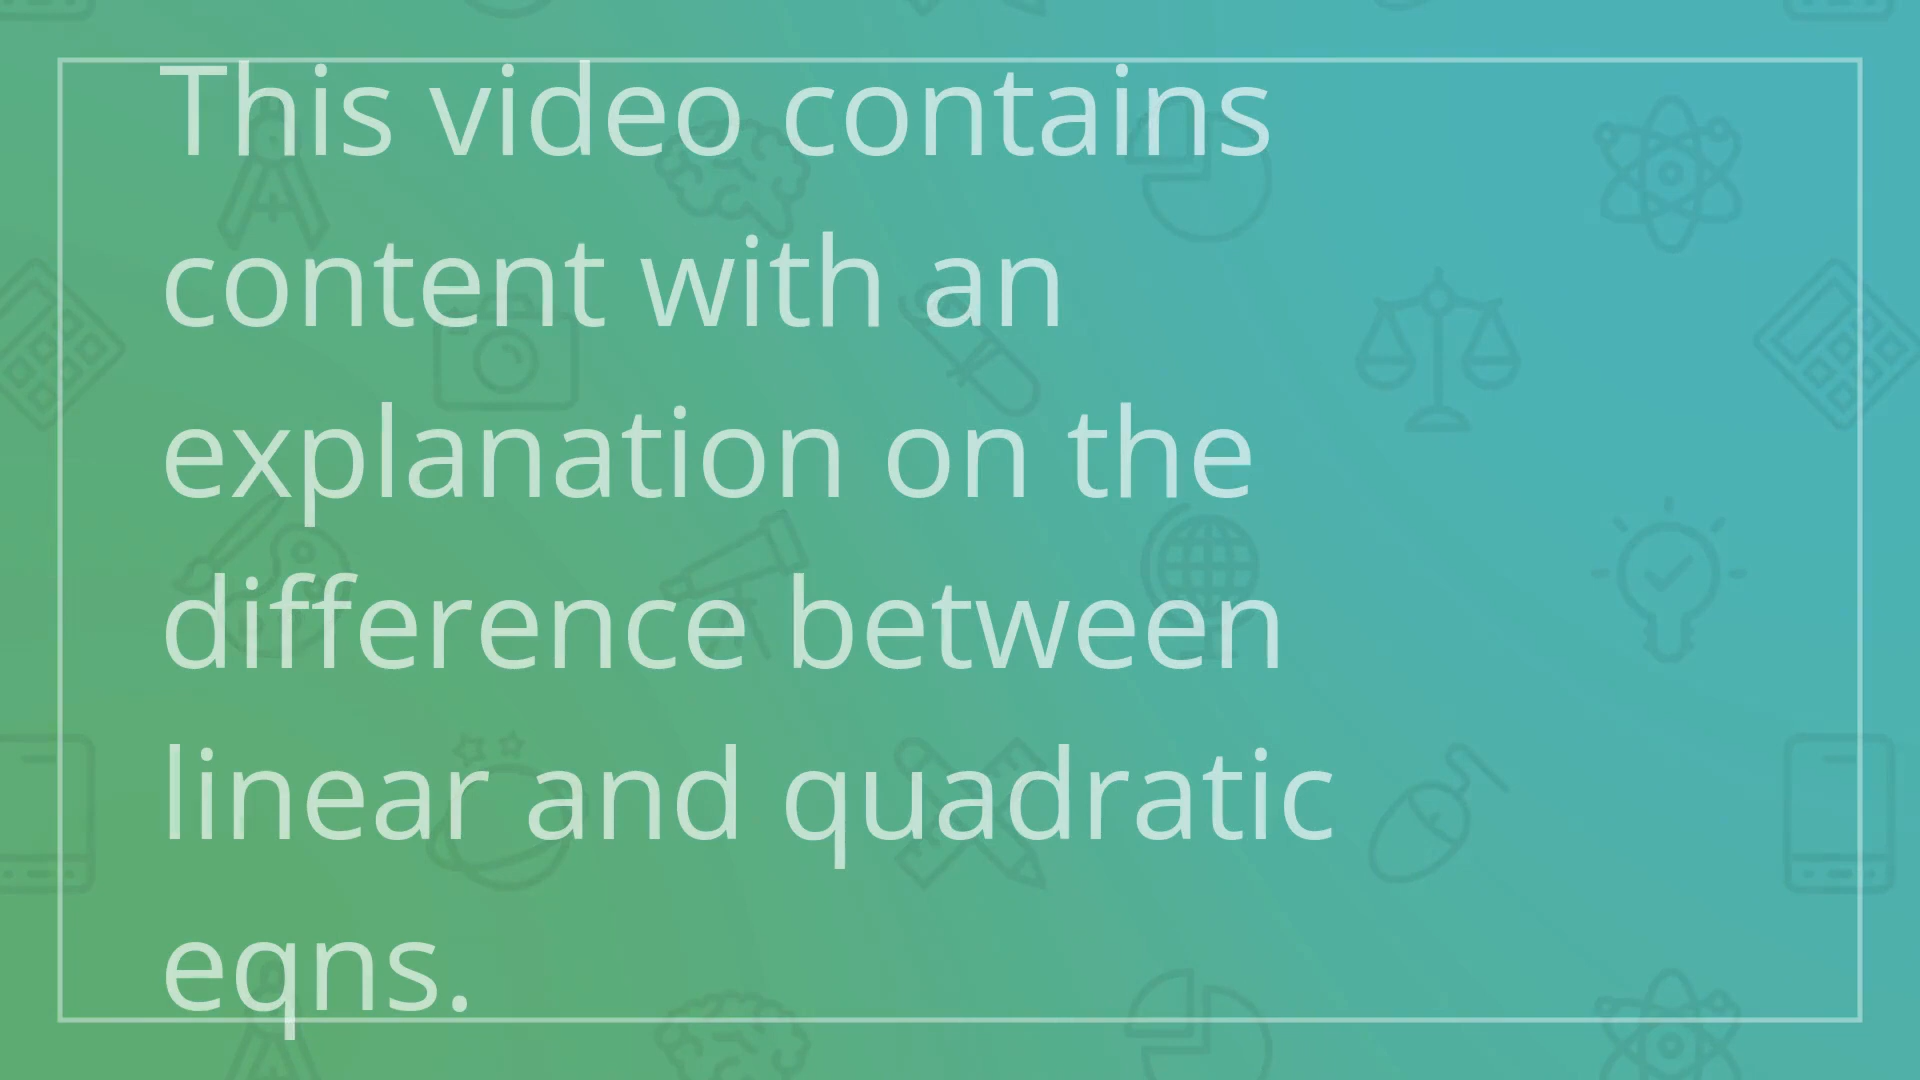 This video contains
content with an
explanation on the
difference between
linear and quadratic
eqns.